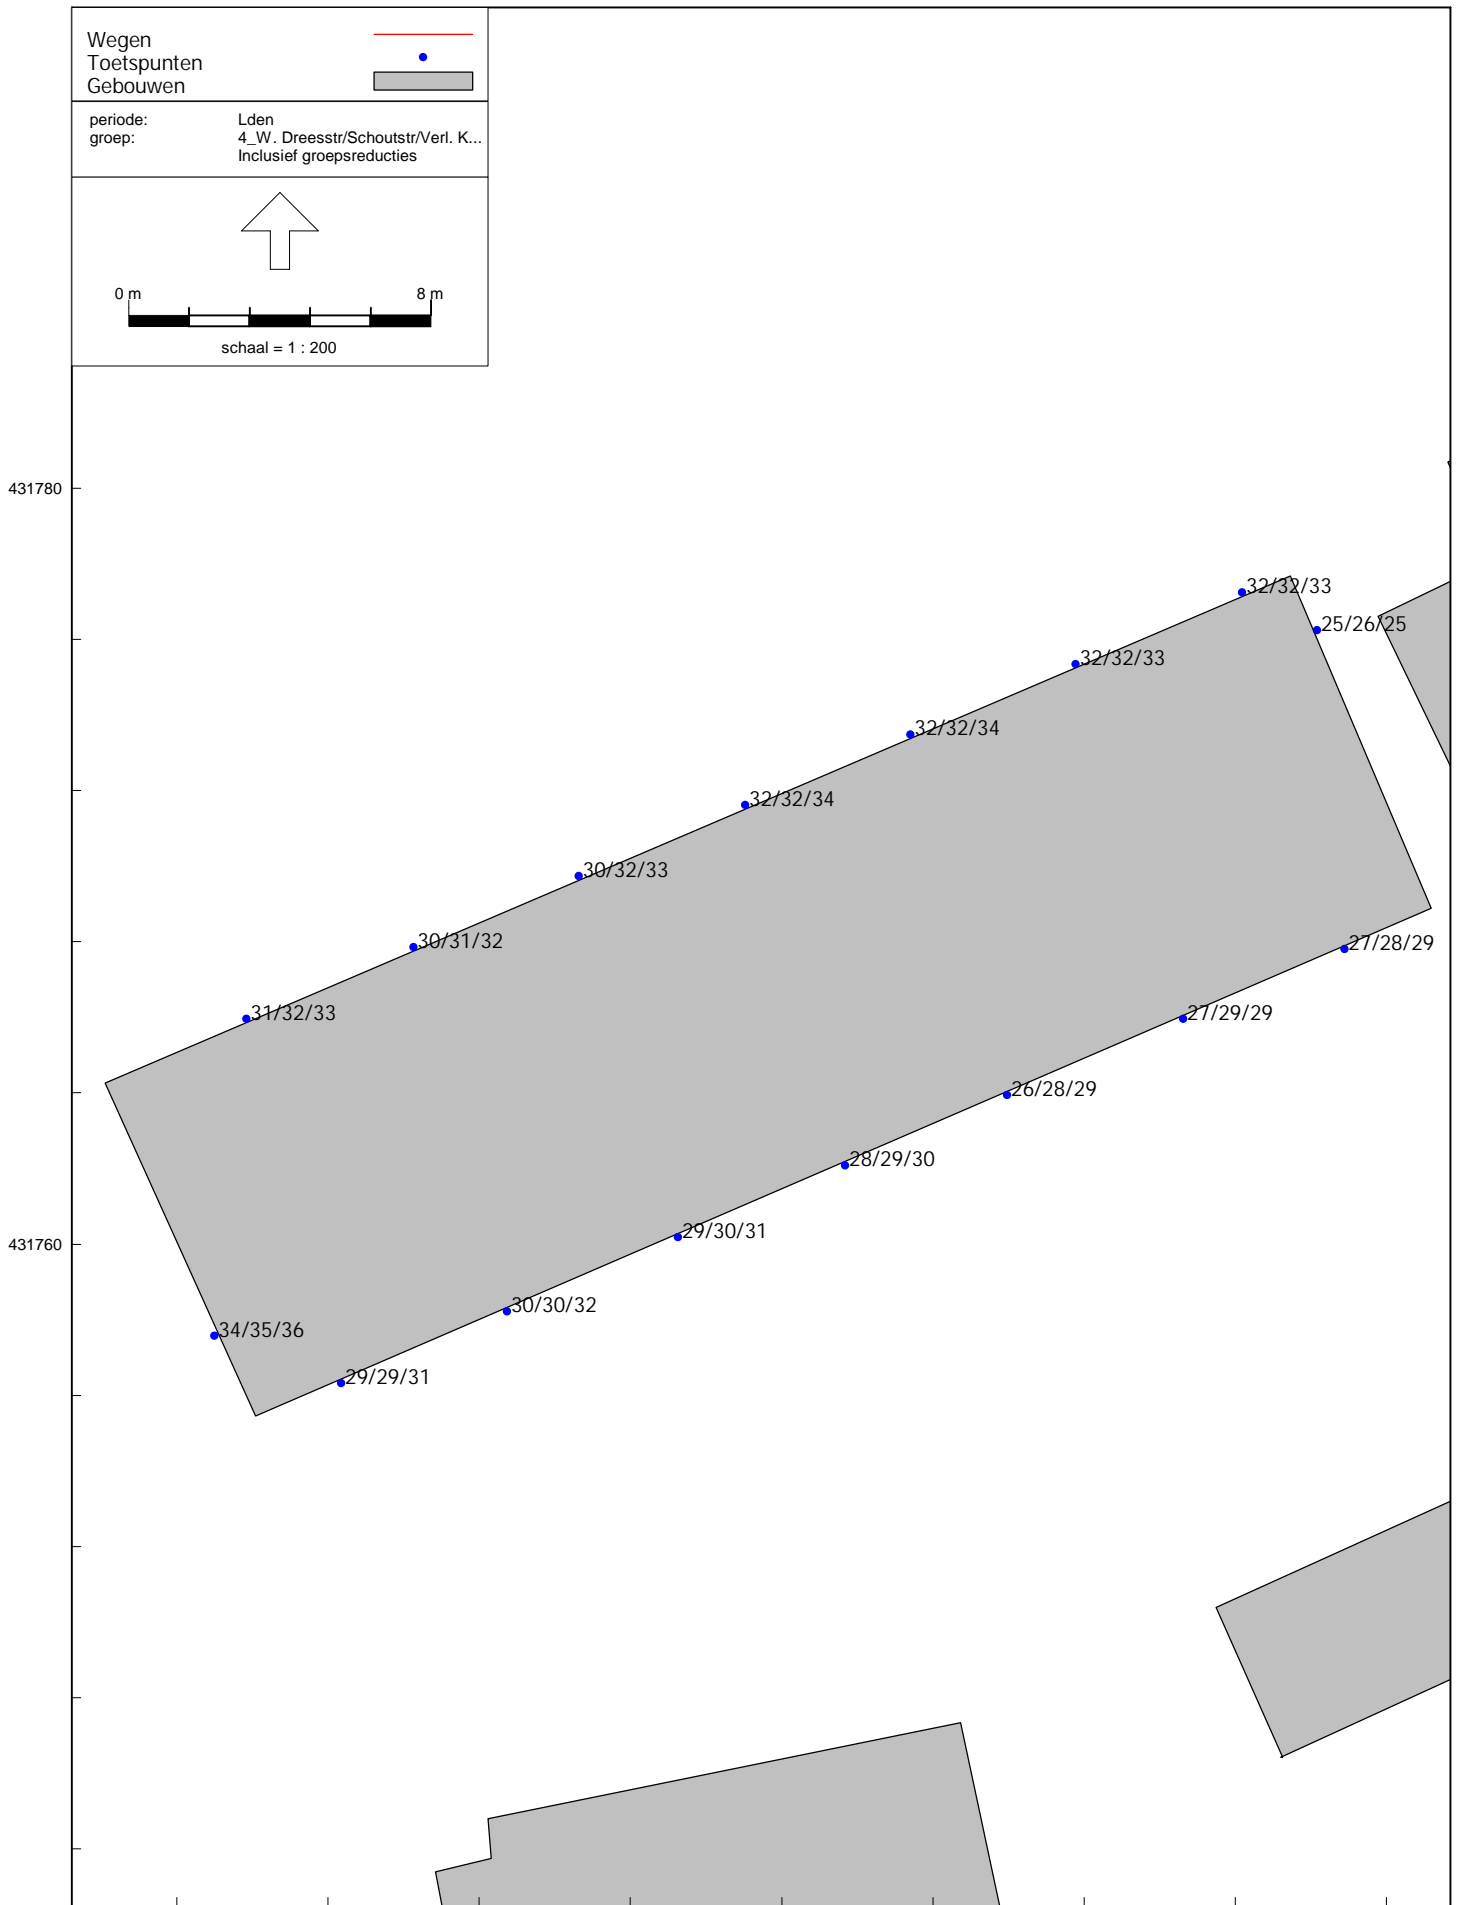 Wegen
Toetspunten
Gebouwen
periode: Lden
groep: 4_W. Dreesstr/Schoutstr/Verl. K...
Inclusief groepsreducties
0 m 8 m
schaal = 1 : 200
431780
32/32/33
25/26/25
32/32/33
32/32/34
32/32/34
30/32/33
30/31/32
27/28/29
31/32/33
27/29/29
26/28/29
28/29/30
29/30/31
431760
30/30/32
34/35/36
29/29/31